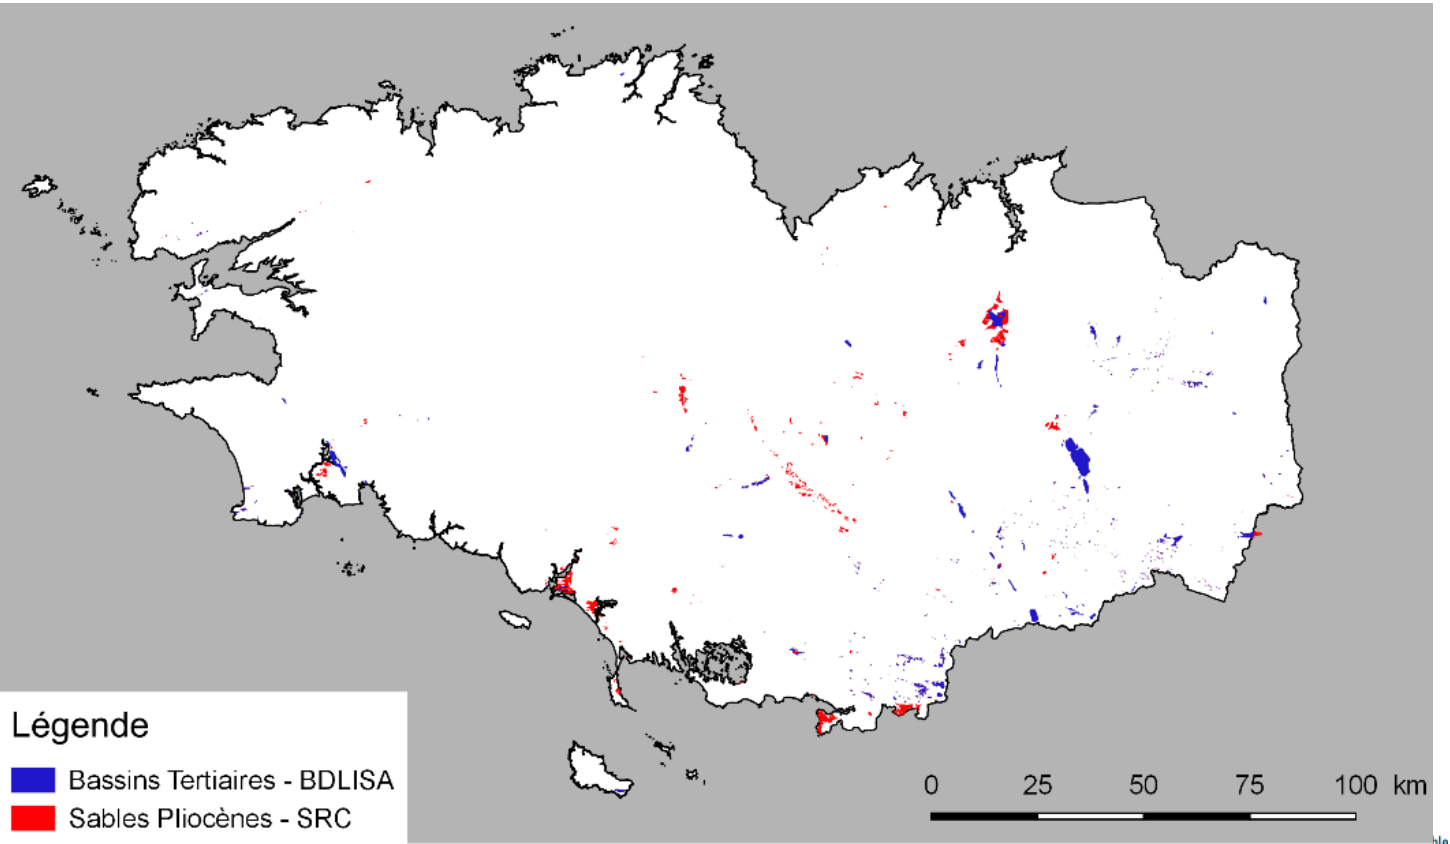 Légende
Bassins Tertiaires - BDLISA
Sables Pliocènes - SRC
0 25 50 75 100 km